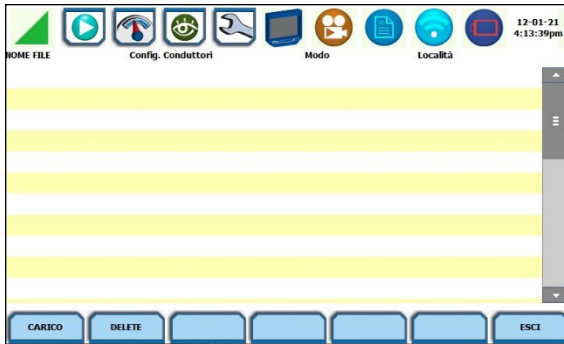 12-01-21
4:13:39pm
NOME FILE Config. Conduttori Modo Località
CARICO DELETE ESCI